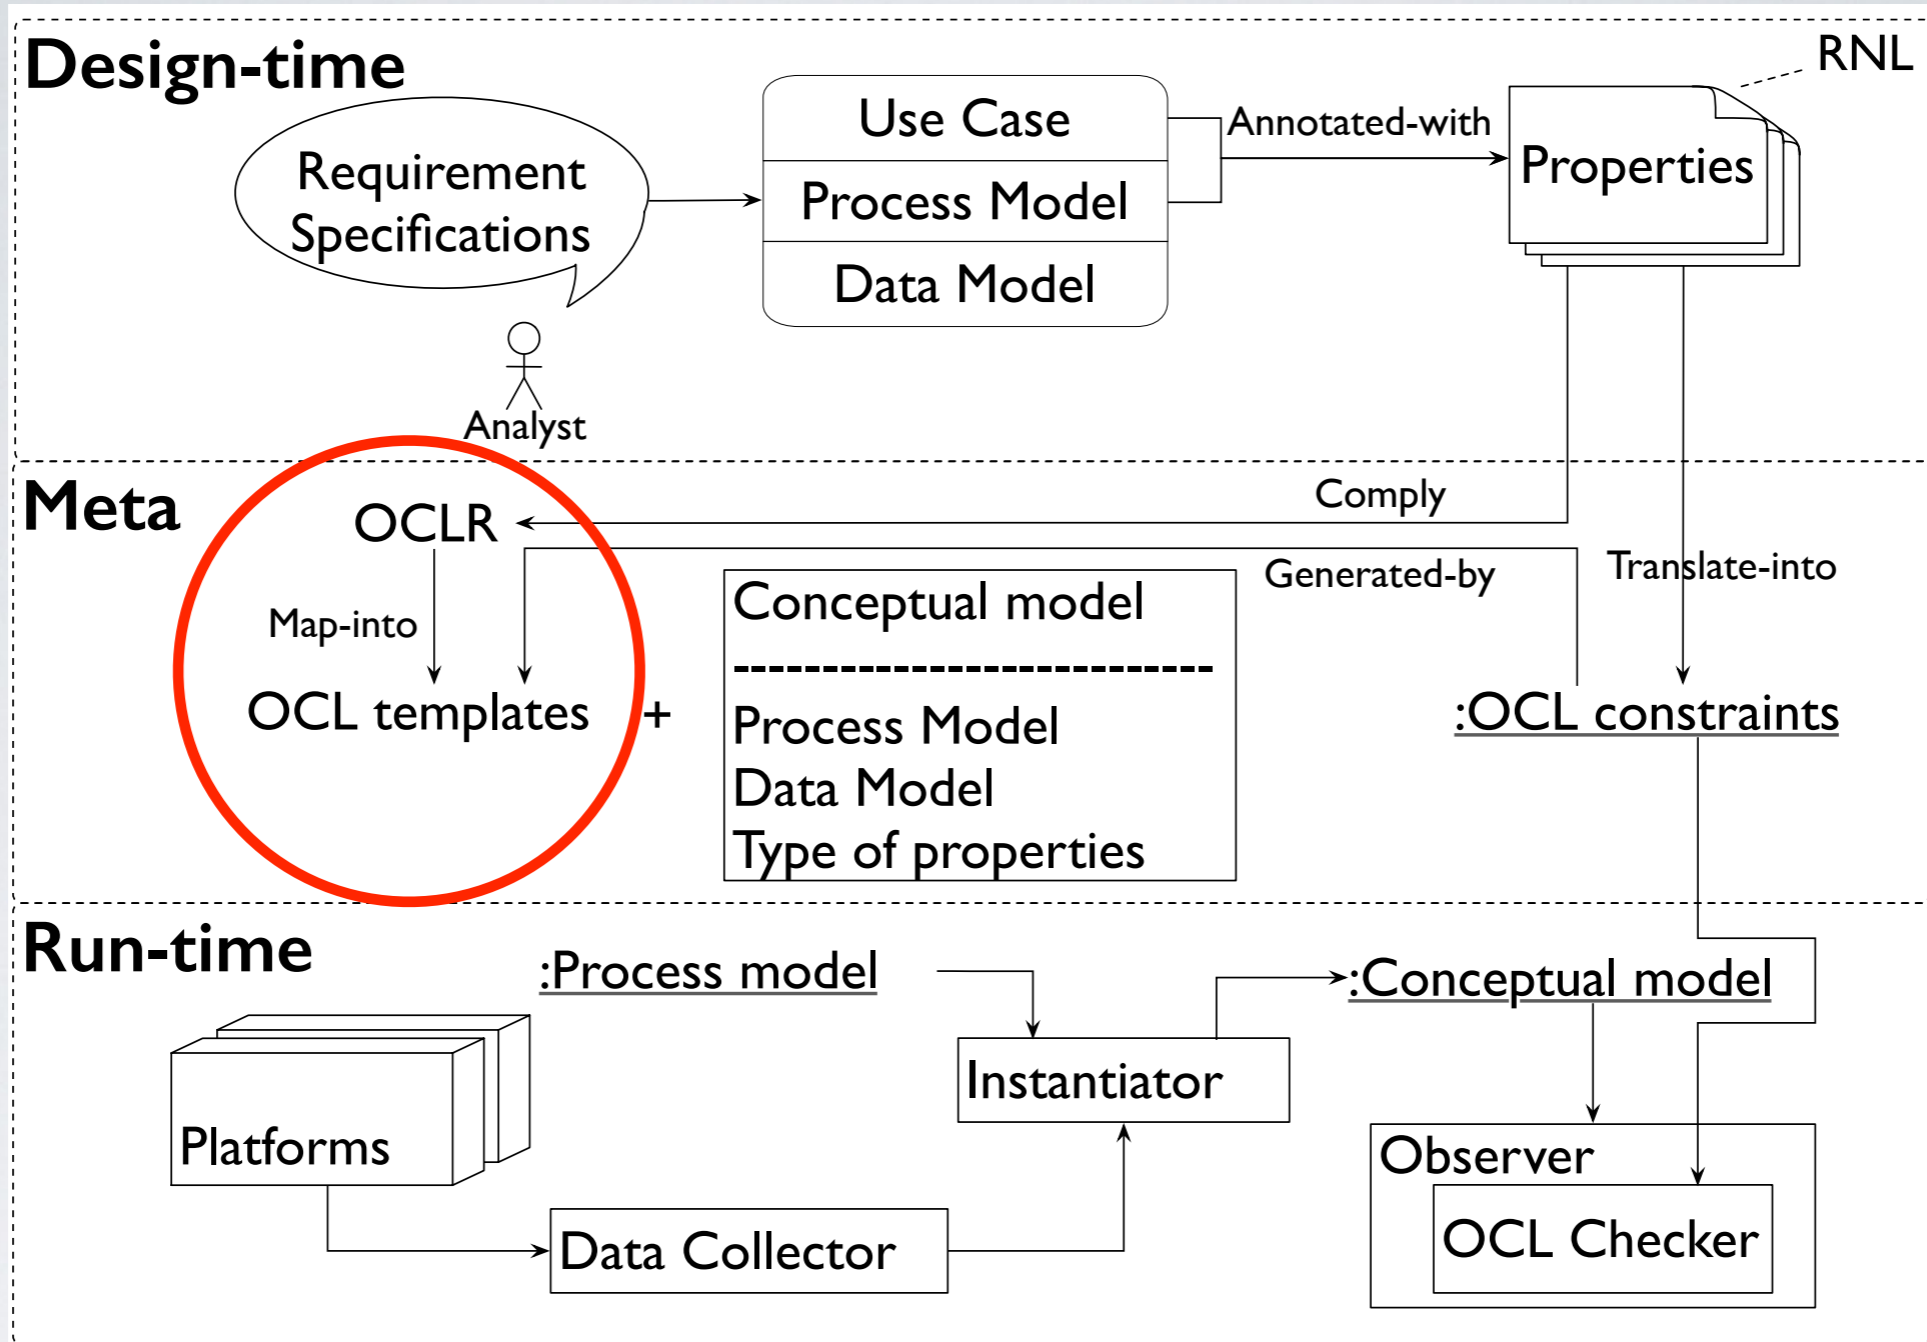 Design-time
RNL
Requirement
Specifications
Analyst
Use Case
Process Model
Data Model
Annotated-with
Properties
Meta
OCLR
Comply
Map-into
Generated-by
Translate-into
OCL templates
+
Conceptual model
---------------------------
Process Model
Data Model
Type of properties
:OCL constraints
Run-time
:Process model
:Conceptual model
Instantiator
Platforms
Data Collector
Observer
OCL Checker